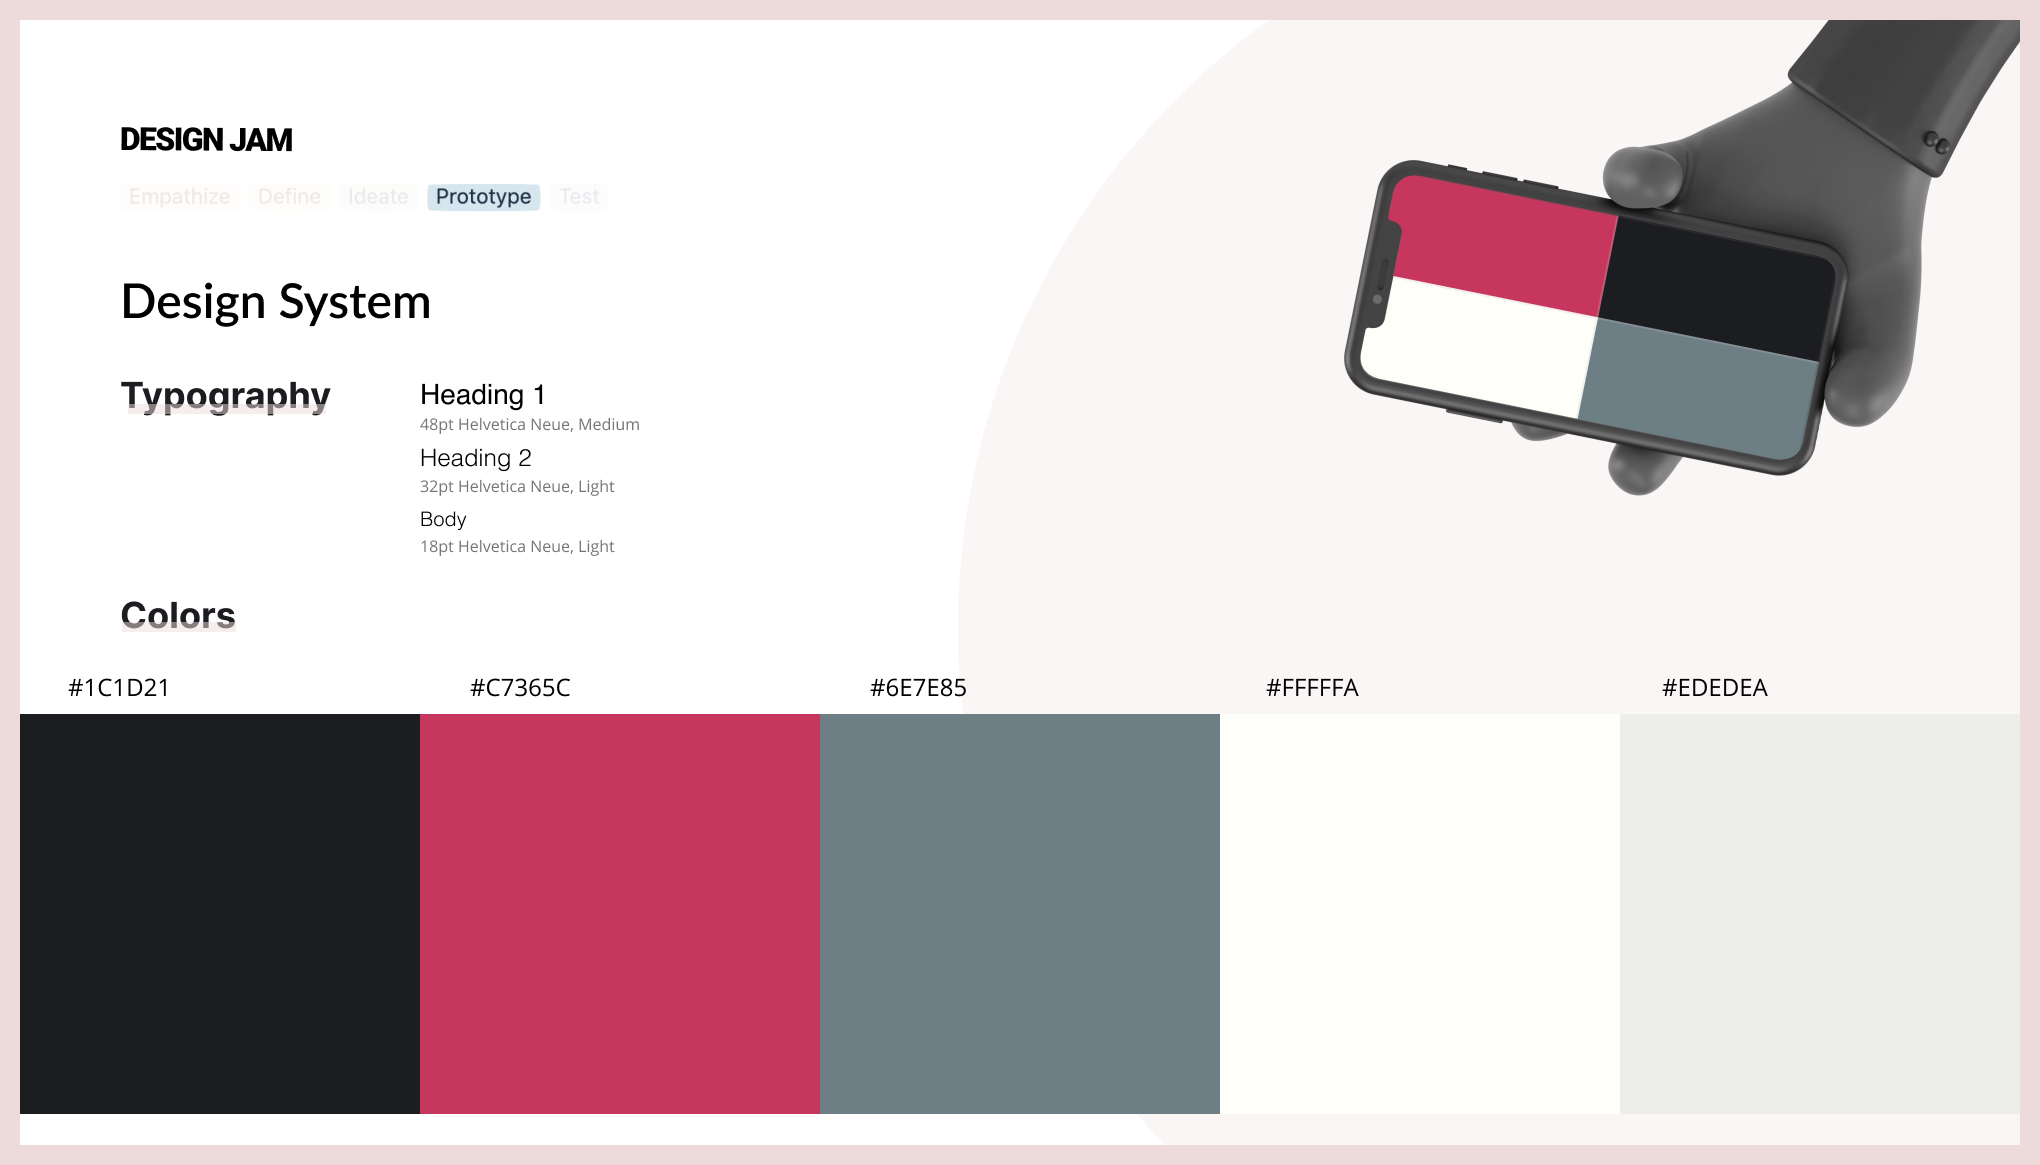 DESIGN JAM
Empathize Define Ideate Prototype Test
Design System
Typography
Heading 1
48pt Helvetica Neue, Medium
Heading 2
32pt Helvetica Neue, Light
Body
18pt Helvetica Neue, Light
Colors
#1C1D21 #C7365C #6E7E85 #FFFFFA #EDEDEA